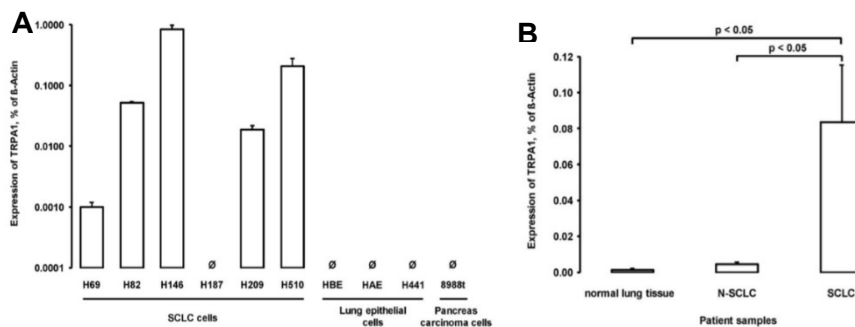 A
Expression of TRPA1, % of ß-Actin
1.0000
0.1000
0.0100
0.0010
0.0001
Ø Ø Ø Ø Ø
H69 H82 H146 H187 H209 H510 HBE HAE H441 8988t
SCLC cells
Lung epithelial
cells
Pancreas
carcinoma cells
B
p < 0.05
p < 0.05
Expression of TRPA1, % of ß-Actin
0.12
0.10
0.08
0.06
0.04
0.02
0.00
normal lung tissue N-SCLC SCLC
Patient samples